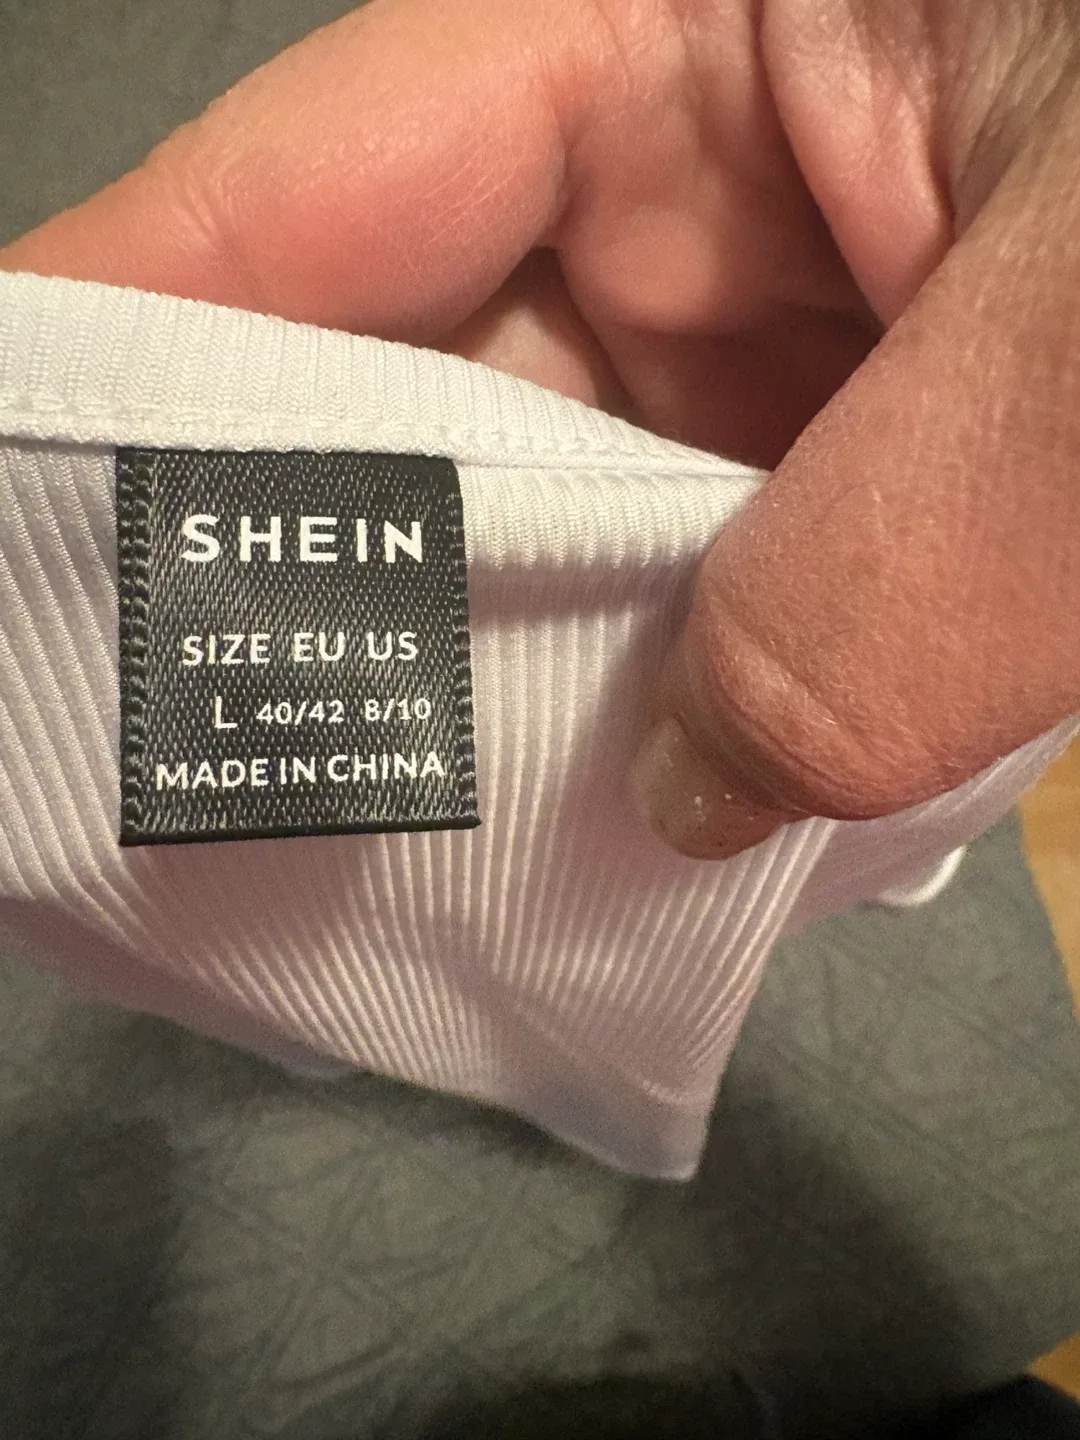 SHEIN
SIZE EU US
L 40/42 8/10
MADE IN CHINA